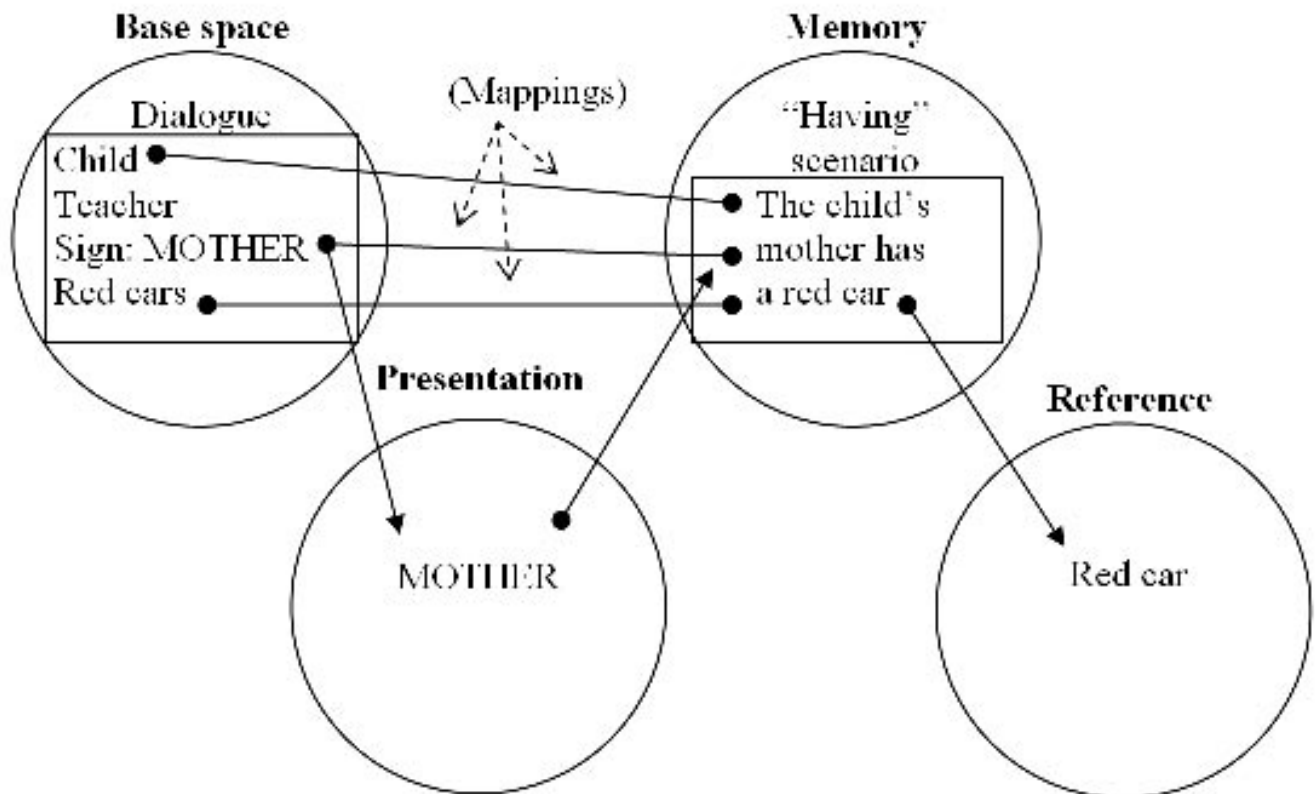 Base space
Memory
(Mappings)
Dialogue
Child
Teacher
Sign: MOTHER
Red cars
“Having”
scenario
The child’s
mother has
a red car
Presentation
MOTHER
Reference
Red car